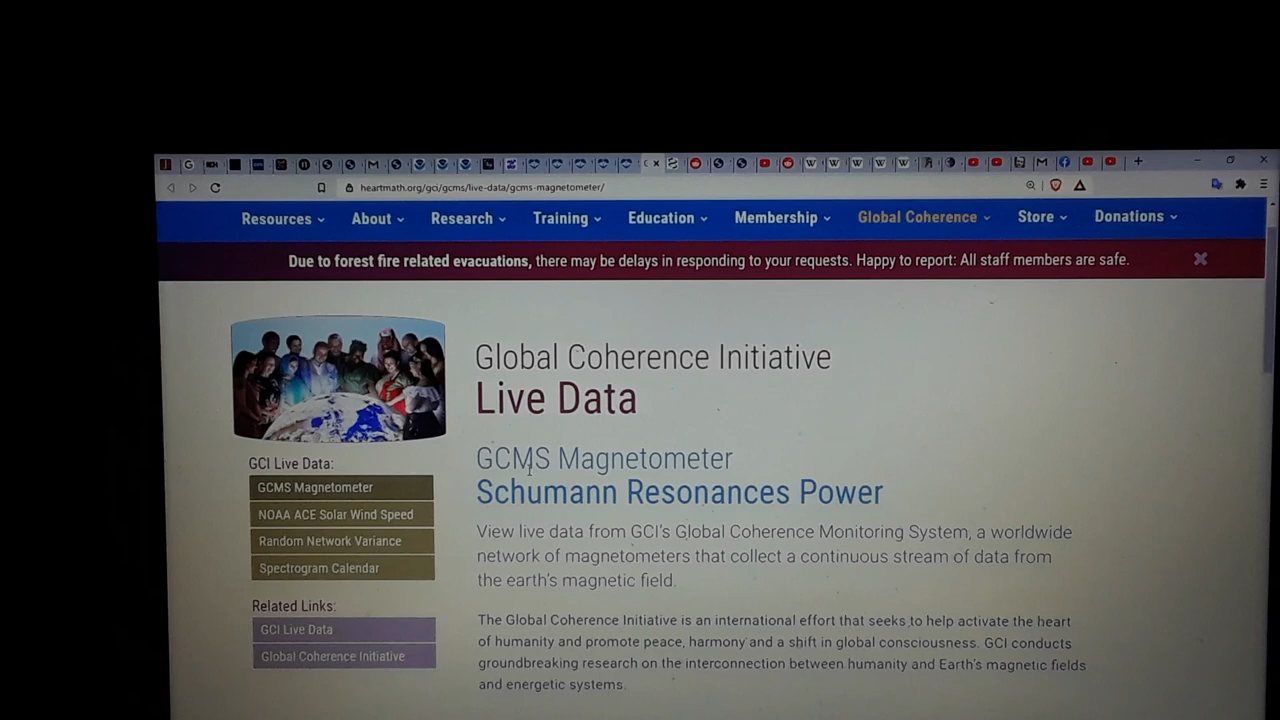 heartmath.org/gci/gcms/live-data/gcms-magnetometer/
Resources About Research Training Education Membership Global Coherence Store Donations
Due to forest fire related evacuations, there may be delays in responding to your requests. Happy to report: All staff members are safe.
Global Coherence Initiative
Live Data
GCMS Magnetometer
Schumann Resonances Power
View live data from GCI's Global Coherence Monitoring System, a worldwide
network of magnetometers that collect a continuous stream of data from
the earth's magnetic field.
The Global Coherence Initiative is an international effort that seeks to help activate the heart
of humanity and promote peace, harmony and a shift in global consciousness. GCI conducts
groundbreaking research on the interconnection between humanity and Earth's magnetic fields
and energetic systems.
GCI Live Data:
GCMS Magnetometer
NOAA ACE Solar Wind Speed
Random Network Variance
Spectrogram Calendar
Related Links:
GCI Live Data
Global Coherence Initiative